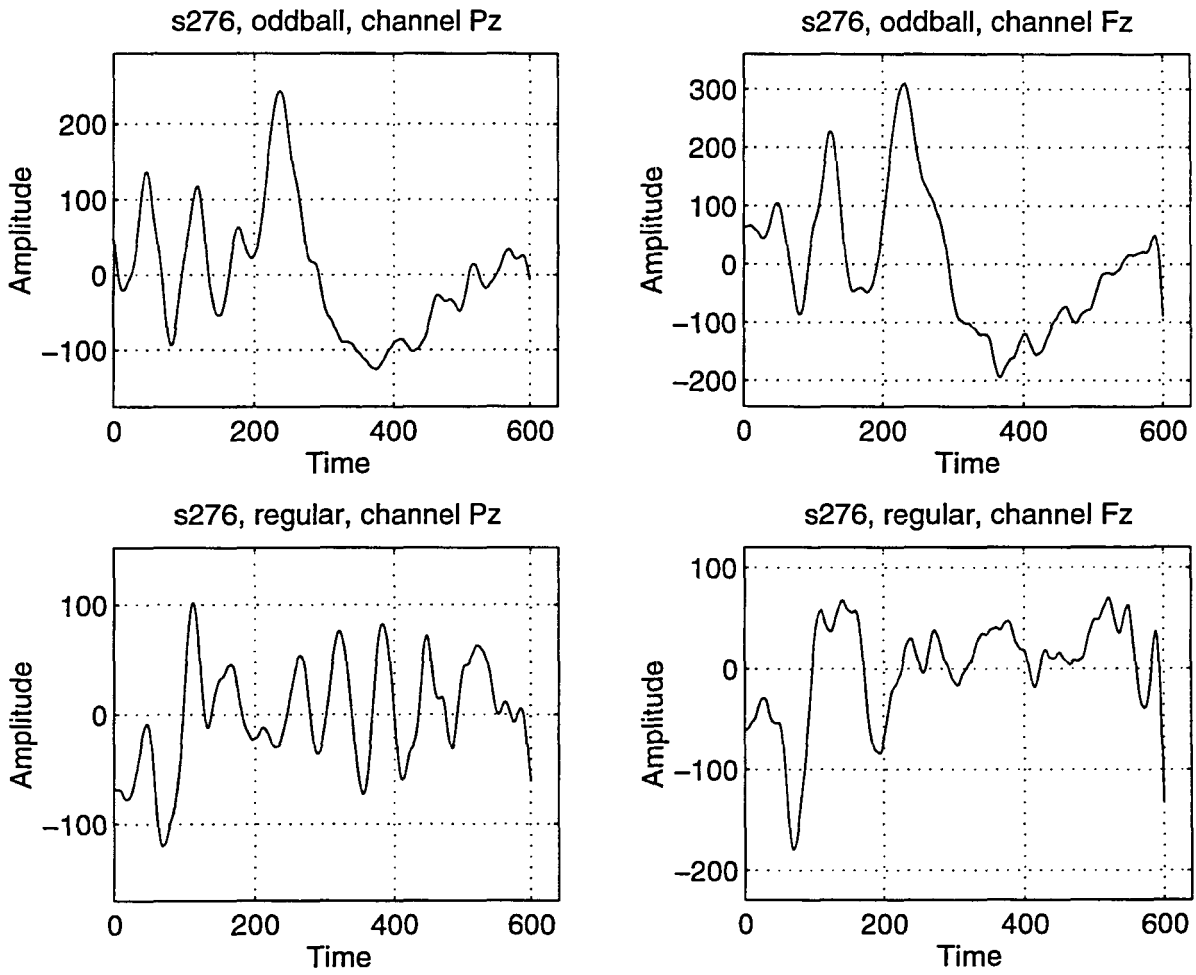 s276, oddball, channel Pz
200
100
0
−100
Amplitude
0 200 400 600
Time
s276, oddball, channel Fz
300
200
100
0
−100
−200
Amplitude
0 200 400 600
Time
s276, regular, channel Pz
100
0
−100
Amplitude
0 200 400 600
Time
s276, regular, channel Fz
100
0
−100
−200
Amplitude
0 200 400 600
Time